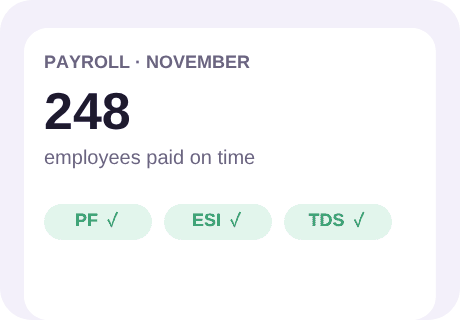 PAYROLL · NOVEMBER
248
employees paid on time
PF √ ESI √ TDS √